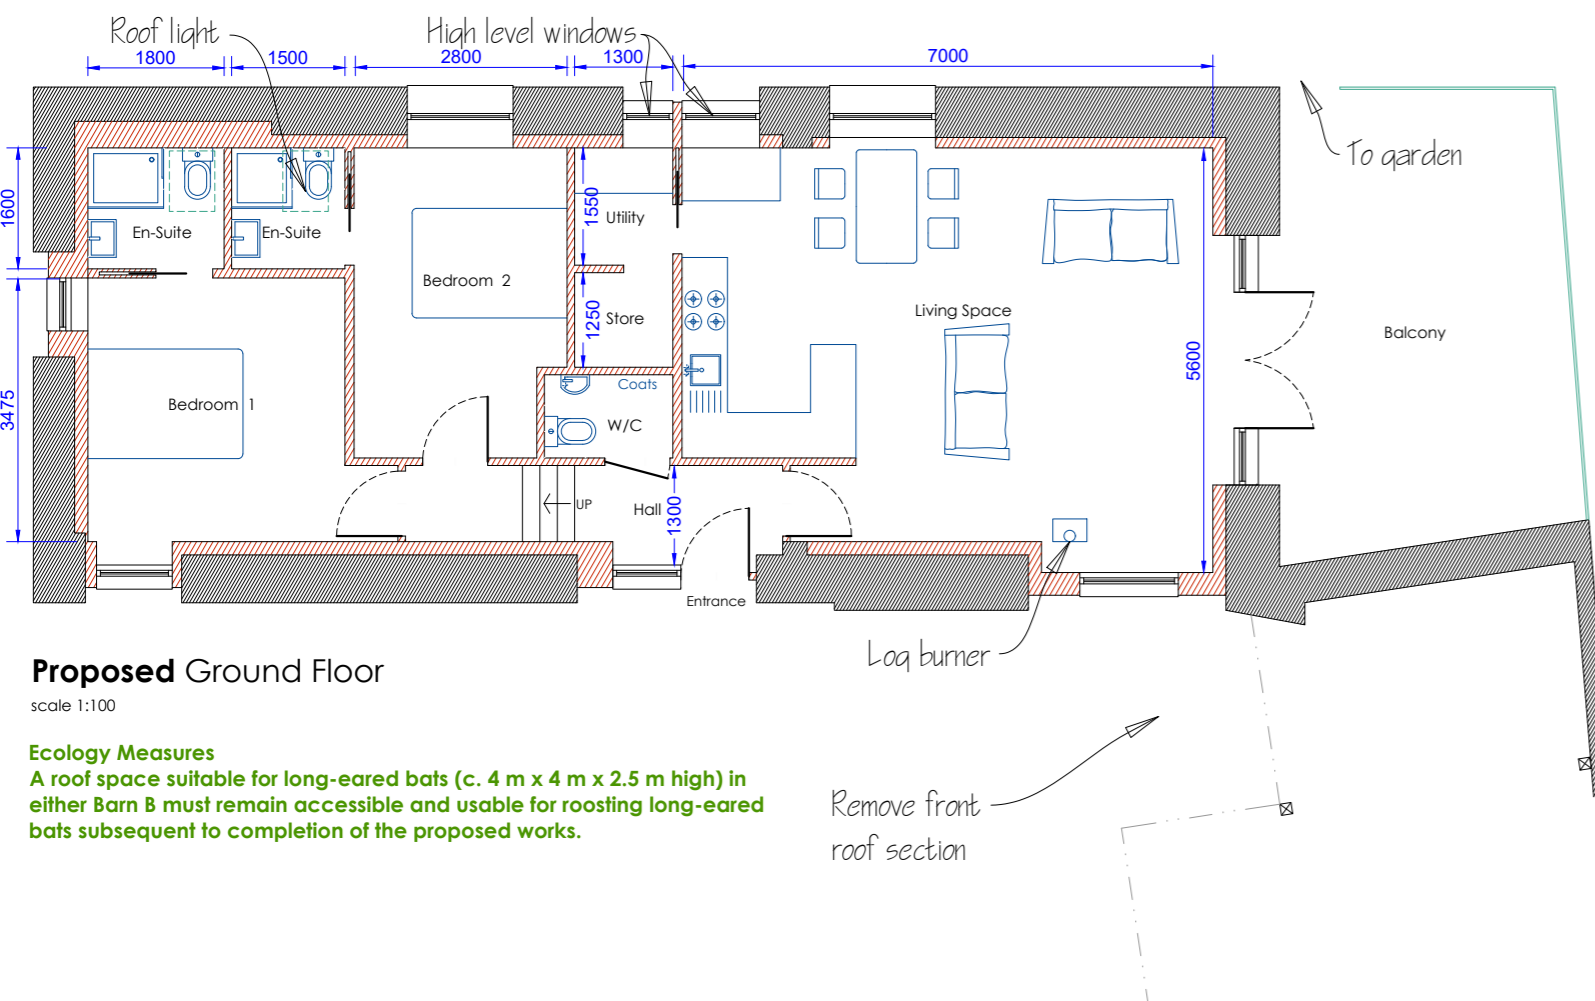 Roof light
High level windows
1800
1500
2800
1300
7000
To garden
1600
En-Suite
En-Suite
1550
Utility
Bedroom 2
1250
Store
Living Space
Balcony
5600
3475
Bedroom 1
Coats
W/C
UP
Hall
1300
Entrance
Log burner
Proposed Ground Floor
scale 1:100
Ecology Measures
A roof space suitable for long-eared bats (c. 4 m x 4 m x 2.5 m high) in
either Barn B must remain accessible and usable for roosting long-eared
bats subsequent to completion of the proposed works.
Remove front
roof section